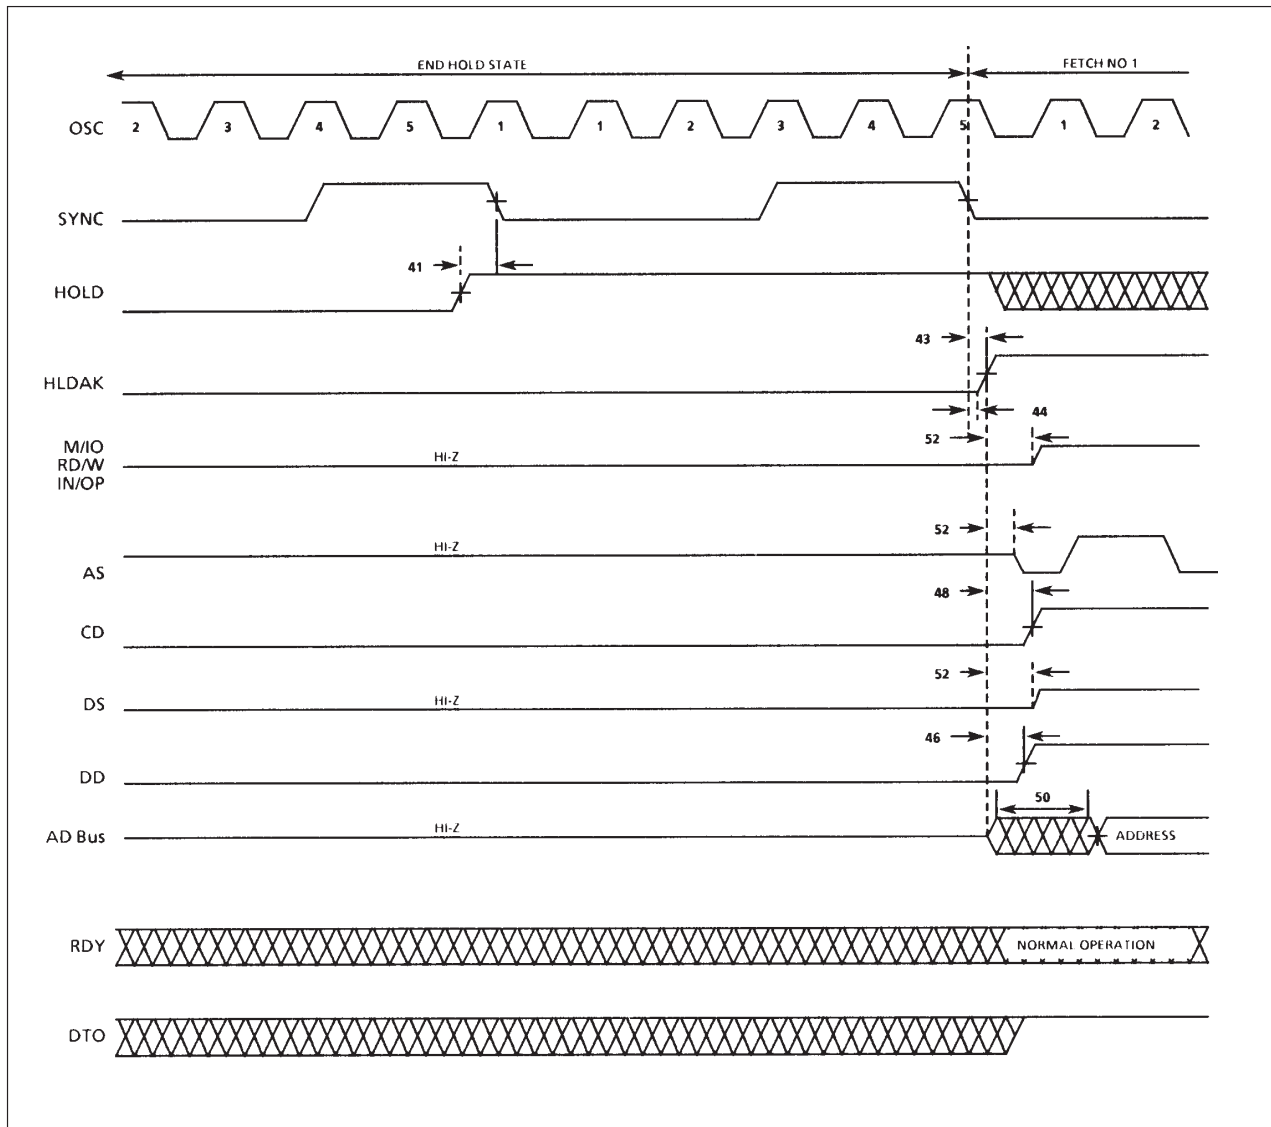 END HOLD STATE
FETCH NO 1
OSC 2 3 4 5 1 1 2 3 4 5 1 2
SYNC
41
HOLD
43
HLDAK
44
M/IO
RD/W
IN/OP
HI-Z
52
52
HI-Z
AS
48
CD
52
HI-Z
DS
46
DD
50
HI-Z
AD Bus
ADDRESS
RDY
NORMAL OPERATION
DTO